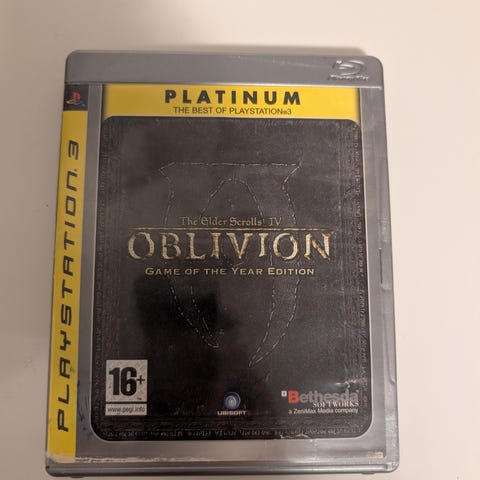 PLATINUM
THE BEST OF PLAYSTATION®3
PLAYSTATION 3
The Elder Scrolls IV
OBLIVION
GAME OF THE YEAR EDITION
16+
www.pegi.info
UBISOFT
Bethesda
SOFTWORKS
a ZeniMax Media company